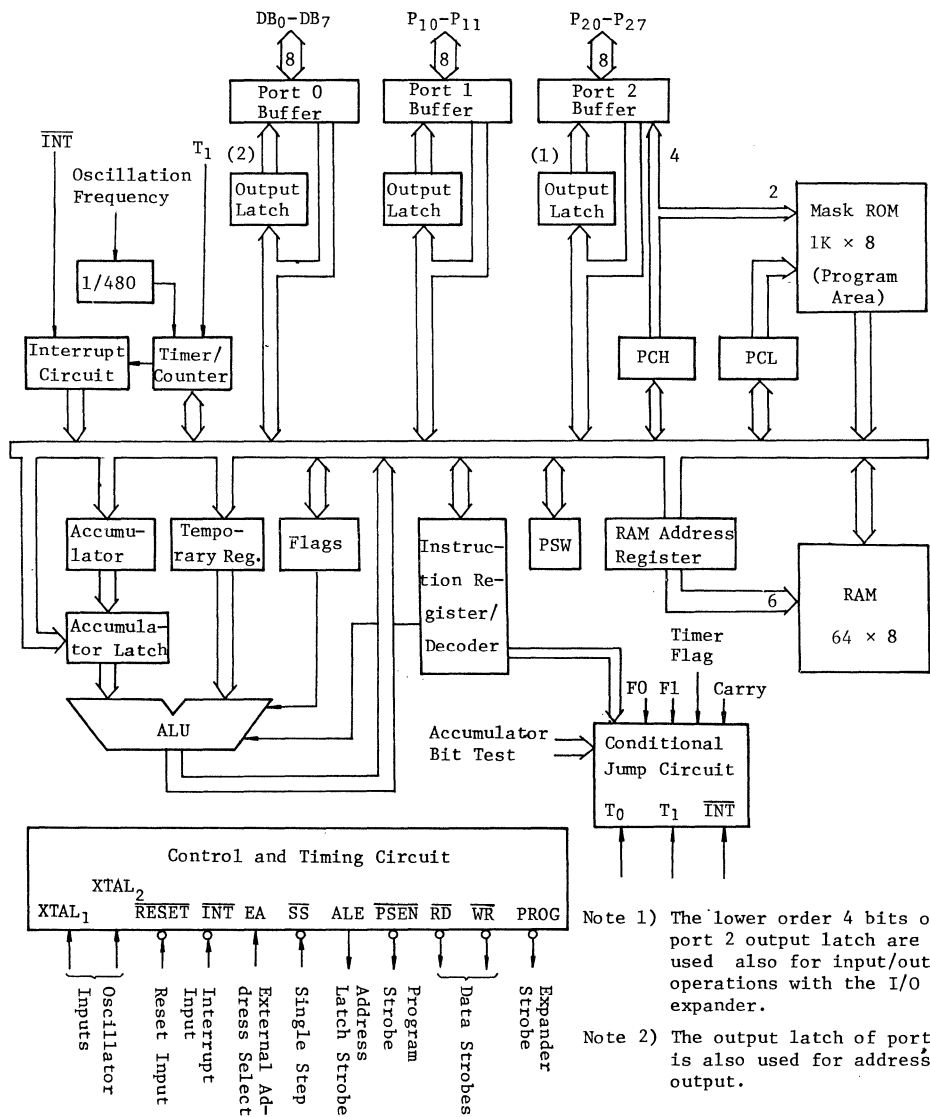 DB0-DB7
P10-P11
P20-P27
8
8
8
Port 0
Buffer
Port 1
Buffer
Port 2
Buffer
INT
T1
(2)
(1)
4
Oscillation
Frequency
Output
Latch
Output
Latch
Output
Latch
2
Mask ROM
1K × 8
(Program
Area)
1/480
Interrupt
Circuit
Timer/
Counter
PCH
PCL
Accumu-
lator
Tempo-
rary Reg.
Flags
Instruc-
tion Re-
gister/
Decoder
PSW
RAM Address
Register
6
RAM
64 × 8
Accumula-
tor Latch
ALU
Timer
Flag
F0
F1
Carry
Accumulator
Bit Test
Conditional
Jump Circuit
T0
T1
INT
Control and Timing Circuit
XTAL1
XTAL2
RESET
INT
EA
SS
ALE
PSEN
RD
WR
PROG
Oscillator
Inputs
Reset Input
Interrupt
Input
External Ad-
dress Select
Single Step
Address
Latch Strobe
Program
Strobe
Data Strobes
Expander
Strobe
Note 1) The lower order 4 bits o
port 2 output latch are
used also for input/out
operations with the I/O
expander.
Note 2) The output latch of port
is also used for address
output.